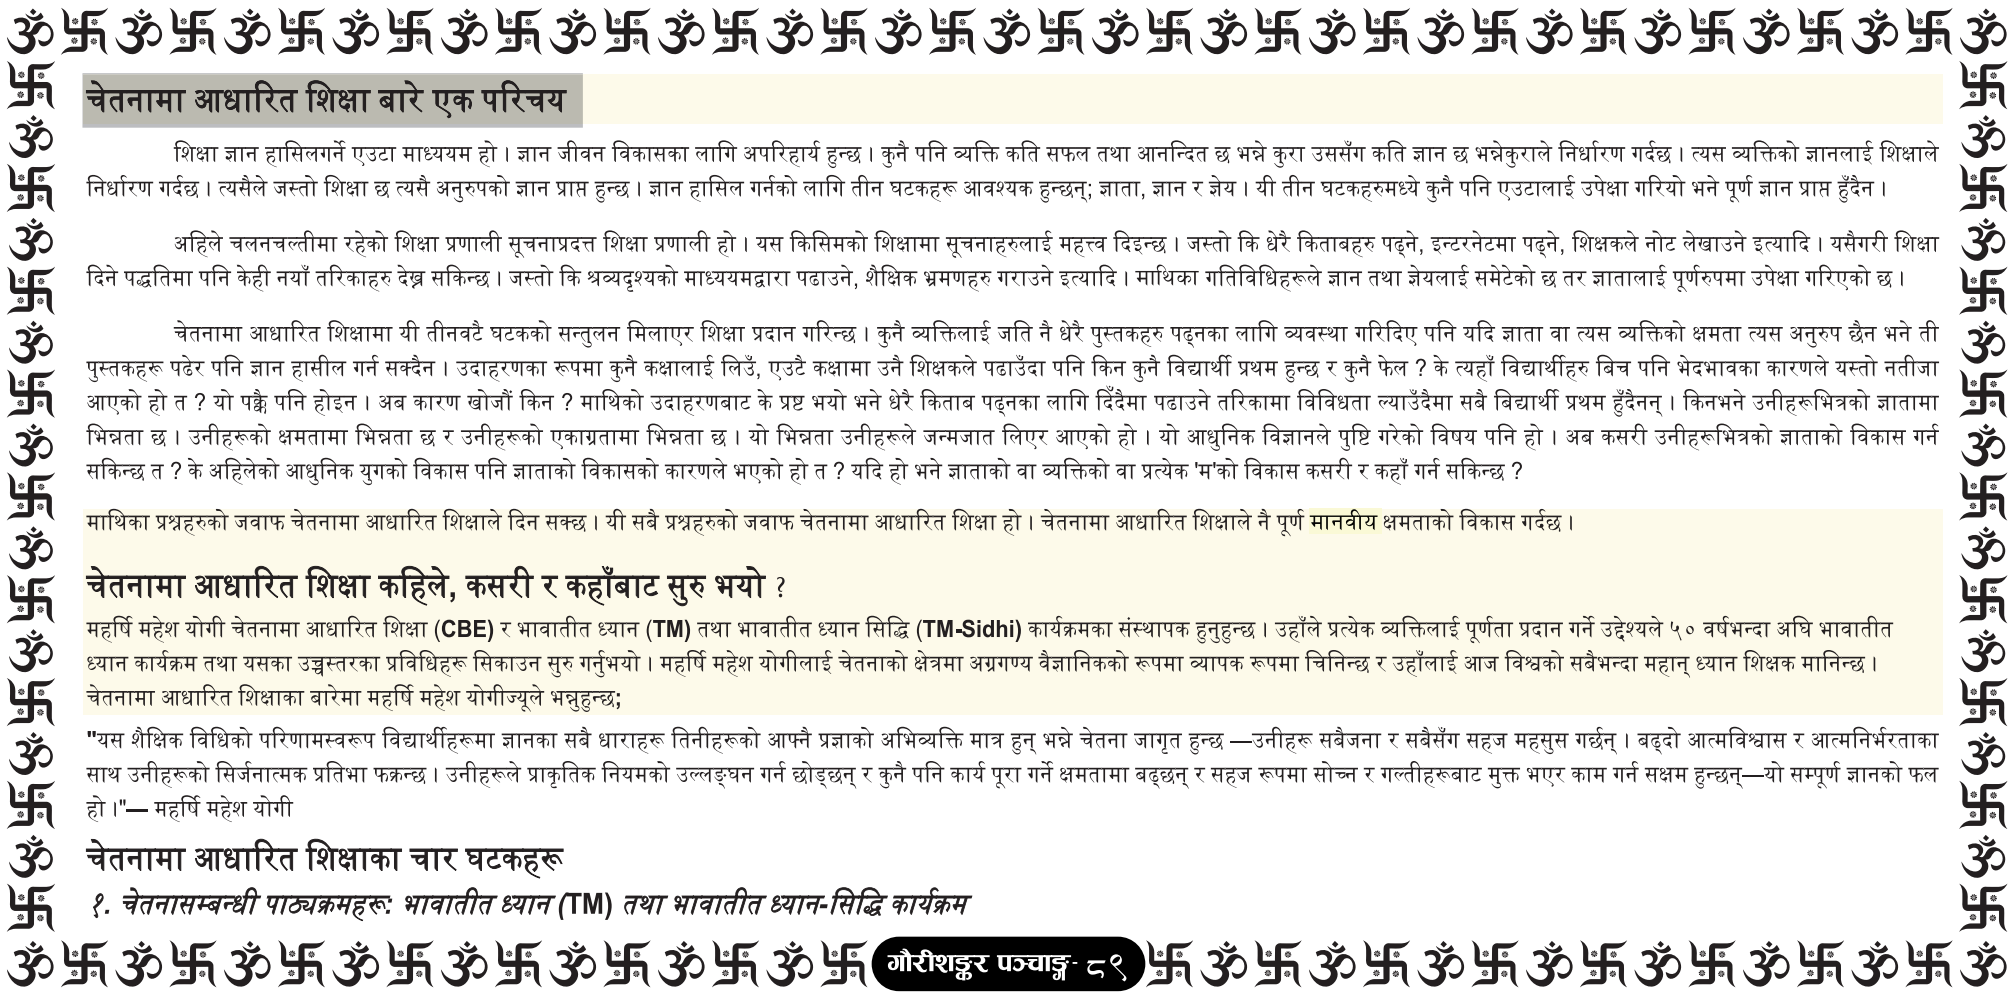 चेतनामा आधारित शिक्षा बारे एक परिचय
शिक्षा ज्ञान हासिलगर्ने एउटा माध्ययम हो । ज्ञान जीवन विकासका लागि अपरिहार्य हुन्छ । कुनै पनि व्यक्ति कति सफल तथा आनन्दित छ भन्ने कुरा उससँग कति ज्ञान छ भन्नेकुराले निर्धारण गर्दछ । त्यस व्यक्तिको ज्ञानलाई शिक्षाले
निर्धारण गर्दछ । त्यसैले जस्तो शिक्षा छ त्यसै अनुरुपको ज्ञान प्राप्त हुन्छ । ज्ञान हासिल गर्नको लागि तीन घटकहरू आवश्यक हुन्छन्; ज्ञाता, ज्ञान र ज्ञेय । यी तीन घटकहरुमध्ये कुनै पनि एउटालाई उपेक्षा गरियो भने पूर्ण ज्ञान प्राप्त हुँदैन ।
अहिले चलनचल्तीमा रहेको शिक्षा प्रणाली सूचनाप्रदत्त शिक्षा प्रणाली हो । यस किसिमको शिक्षामा सूचनाहरुलाई महत्त्व दिइन्छ । जस्तो कि धेरै किताबहरु पढ्ने, इन्टरनेटमा पढ्ने, शिक्षकले नोट लेखाउने इत्यादि । यसैगरी शिक्षा
दिने पद्धतिमा पनि केही नयाँ तरिकाहरु देख्न सकिन्छ । जस्तो कि श्रव्यदृश्यको माध्ययमद्वारा पढाउने, शैक्षिक भ्रमणहरु गराउने इत्यादि । माथिका गतिविधिहरूले ज्ञान तथा ज्ञेयलाई समेटेको छ तर ज्ञातालाई पूर्णरुपमा उपेक्षा गरिएको छ ।
चेतनामा आधारित शिक्षामा यी तीनवटै घटकको सन्तुलन मिलाएर शिक्षा प्रदान गरिन्छ । कुनै व्यक्तिलाई जति नै धेरै पुस्तकहरु पढ्नका लागि व्यवस्था गरिदिए पनि यदि ज्ञाता वा त्यस व्यक्तिको क्षमता त्यस अनुरुप छैन भने ती
पुस्तकहरू पढेर पनि ज्ञान हासील गर्न सक्दैन । उदाहरणका रूपमा कुनै कक्षालाई लिउँ, एउटै कक्षामा उनै शिक्षकले पढाउँदा पनि किन कुनै विद्यार्थी प्रथम हुन्छ र कुनै फेल ? के त्यहाँ विद्यार्थीहरु बिच पनि भेदभावका कारणले यस्तो नतीजा
आएको हो त ? यो पक्कै पनि होइन । अब कारण खोजौं किन ? माथिको उदाहरणबाट के प्रष्ट भयो भने धेरै किताब पढ्नका लागि दिँदैमा पढाउने तरिकामा विविधता ल्याउँदैमा सबै बिद्यार्थी प्रथम हुँदैनन् । किनभने उनीहरूभित्रको ज्ञातामा
भिन्नता छ । उनीहरूको क्षमतामा भिन्नता छ र उनीहरूको एकाग्रतामा भिन्नता छ । यो भिन्नता उनीहरूले जन्मजात लिएर आएको हो । यो आधुनिक विज्ञानले पुष्टि गरेको विषय पनि हो । अब कसरी उनीहरूभित्रको ज्ञाताको विकास गर्न
सकिन्छ त ? के अहिलेको आधुनिक युगको विकास पनि ज्ञाताको विकासको कारणले भएको हो त ? यदि हो भने ज्ञाताको वा व्यक्तिको वा प्रत्येक 'म'को विकास कसरी र कहाँ गर्न सकिन्छ ?
माथिका प्रश्नहरुको जवाफ चेतनामा आधारित शिक्षाले दिन सक्छ । यी सबै प्रश्नहरुको जवाफ चेतनामा आधारित शिक्षा हो । चेतनामा आधारित शिक्षाले नै पूर्ण मानवीय क्षमताको विकास गर्दछ ।
चेतनामा आधारित शिक्षा कहिले, कसरी र कहाँबाट सुरु भयो ?
महर्षि महेश योगी चेतनामा आधारित शिक्षा (CBE) र भावातीत ध्यान (TM) तथा भावातीत ध्यान सिद्धि (TM-Sidhi) कार्यक्रमका संस्थापक हुनुहुन्छ । उहाँले प्रत्येक व्यक्तिलाई पूर्णता प्रदान गर्ने उद्देश्यले ५० वर्षभन्दा अघि भावातीत
ध्यान कार्यक्रम तथा यसका उच्चस्तरका प्रविधिहरू सिकाउन सुरु गर्नुभयो । महर्षि महेश योगीलाई चेतनाको क्षेत्रमा अग्रगण्य वैज्ञानिकको रूपमा व्यापक रूपमा चिनिन्छ र उहाँलाई आज विश्वको सबैभन्दा महान् ध्यान शिक्षक मानिन्छ ।
चेतनामा आधारित शिक्षाका बारेमा महर्षि महेश योगीज्यूले भन्नुहुन्छ;
"यस शैक्षिक विधिको परिणामस्वरूप विद्यार्थीहरूमा ज्ञानका सबै धाराहरू तिनीहरूको आफ्नै प्रज्ञाको अभिव्यक्ति मात्र हुन् भन्ने चेतना जागृत हुन्छ —उनीहरू सबैजना र सबैसँग सहज महसुस गर्छन् । बढ्दो आत्मविश्वास र आत्मनिर्भरताका
साथ उनीहरूको सिर्जनात्मक प्रतिभा फक्रन्छ । उनीहरूले प्राकृतिक नियमको उल्लङ्घन गर्न छोड्छन् र कुनै पनि कार्य पूरा गर्ने क्षमतामा बढ्छन् र सहज रूपमा सोच्न र गल्तीहरूबाट मुक्त भएर काम गर्न सक्षम हुन्छन्—यो सम्पूर्ण ज्ञानको फल
हो ।"— महर्षि महेश योगी
चेतनामा आधारित शिक्षाका चार घटकहरू
१. चेतनासम्बन्धी पाठ्यक्रमहरू: भावातीत ध्यान (TM) तथा भावातीत ध्यान-सिद्धि कार्यक्रम
गौरीशङ्कर पञ्चाङ्ग- ८९